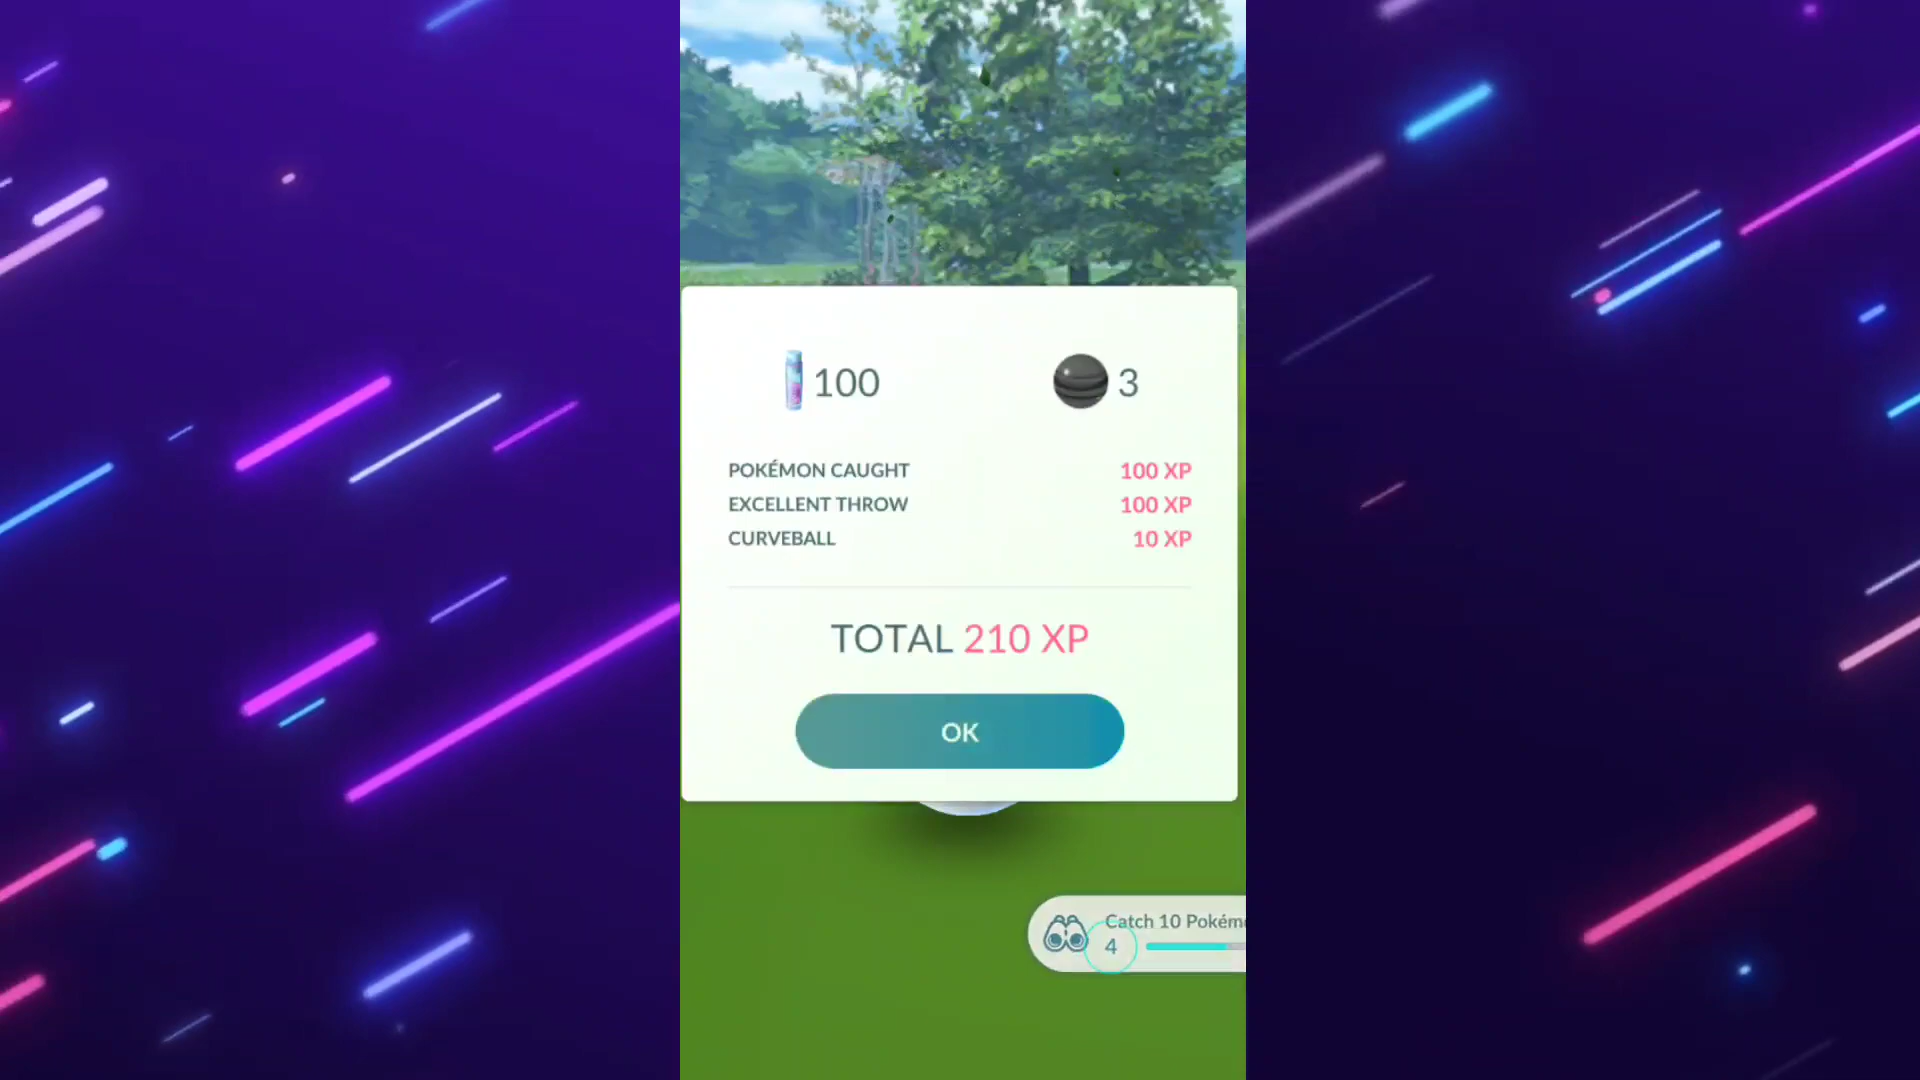 100 3
POKÉMON CAUGHT 100 XP
EXCELLENT THROW 100 XP
CURVEBALL 10 XP
TOTAL 210 XP
OK
Catch 10 Pokém
4